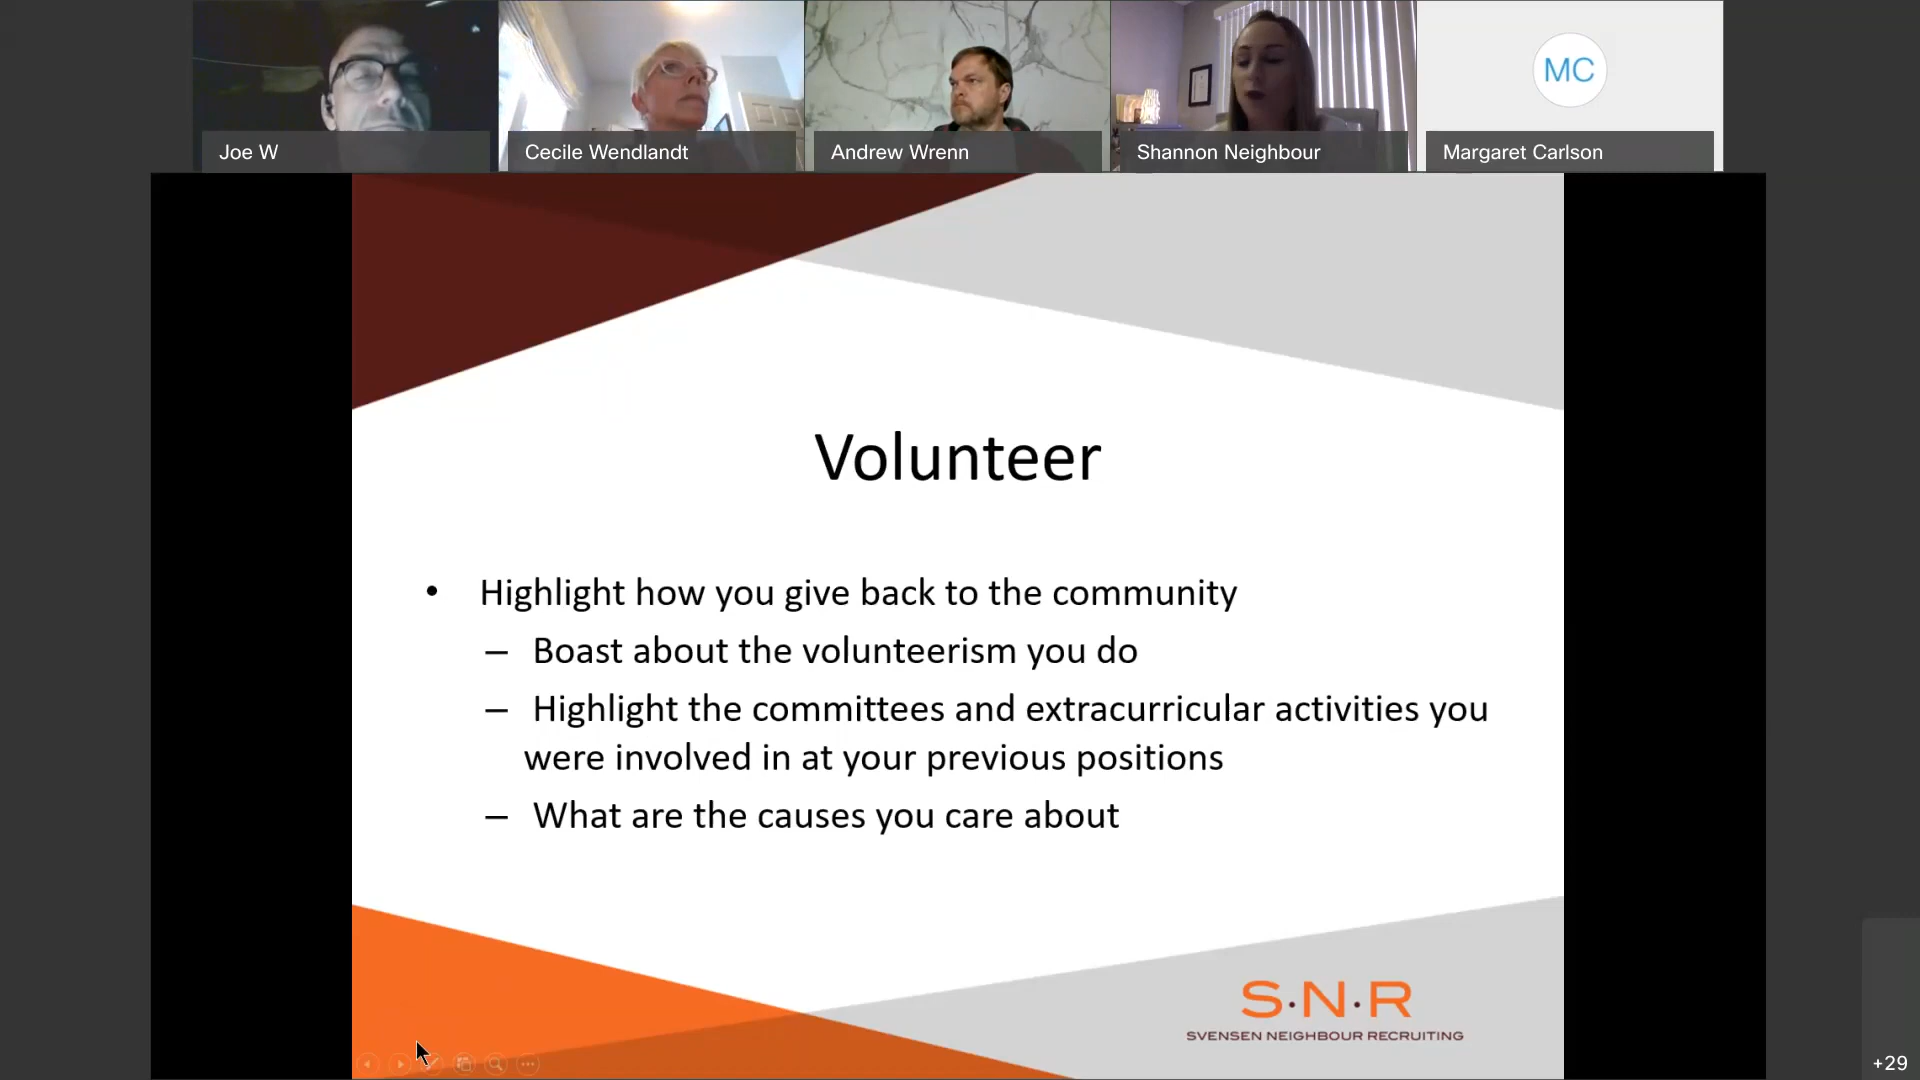 Joe W
Cecile Wendlandt
Andrew Wrenn
Shannon Neighbour
MC
Margaret Carlson
Volunteer
• Highlight how you give back to the community
– Boast about the volunteerism you do
– Highlight the committees and extracurricular activities you
were involved in at your previous positions
– What are the causes you care about
S·N·R
SVENSEN NEIGHBOUR RECRUITING
+29